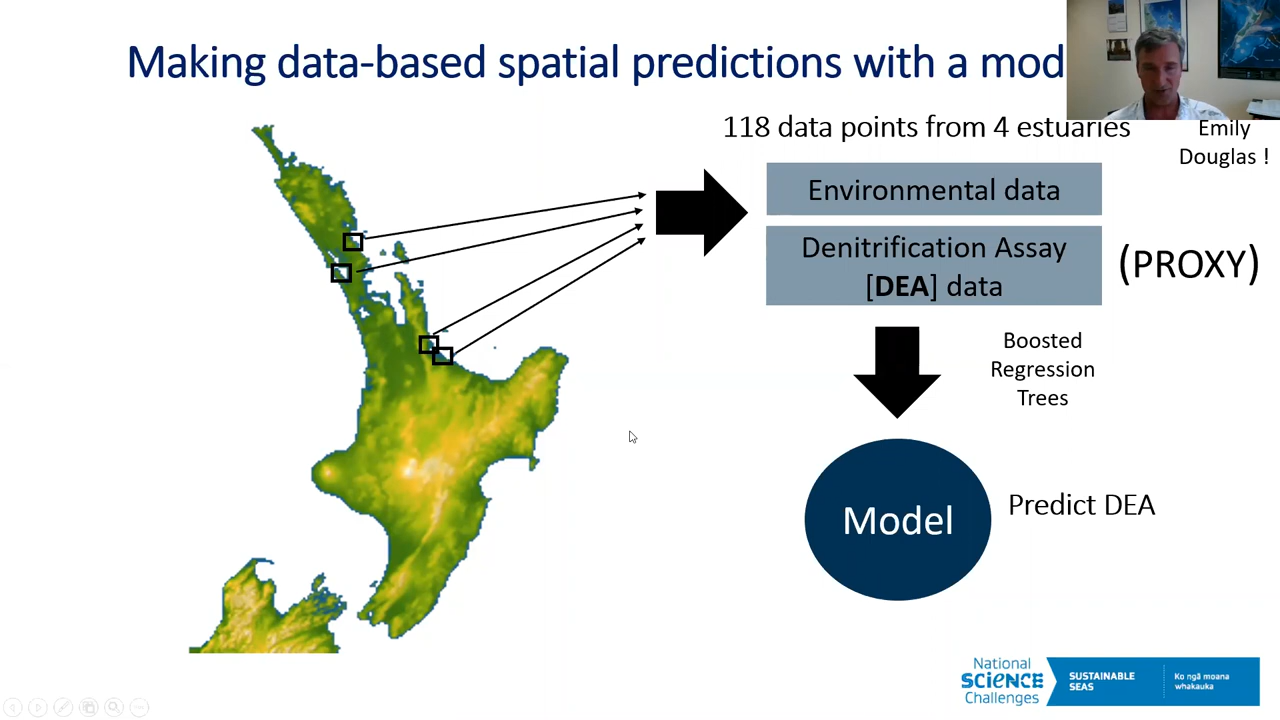 Making data-based spatial predictions with a mod
118 data points from 4 estuaries
Emily
Douglas !
Environmental data
Denitrification Assay
[DEA] data
(PROXY)
Boosted
Regression
Trees
Model
Predict DEA
National
SCIENCE
Challenges
SUSTAINABLE
SEAS
Ko ngā moana
whakauka